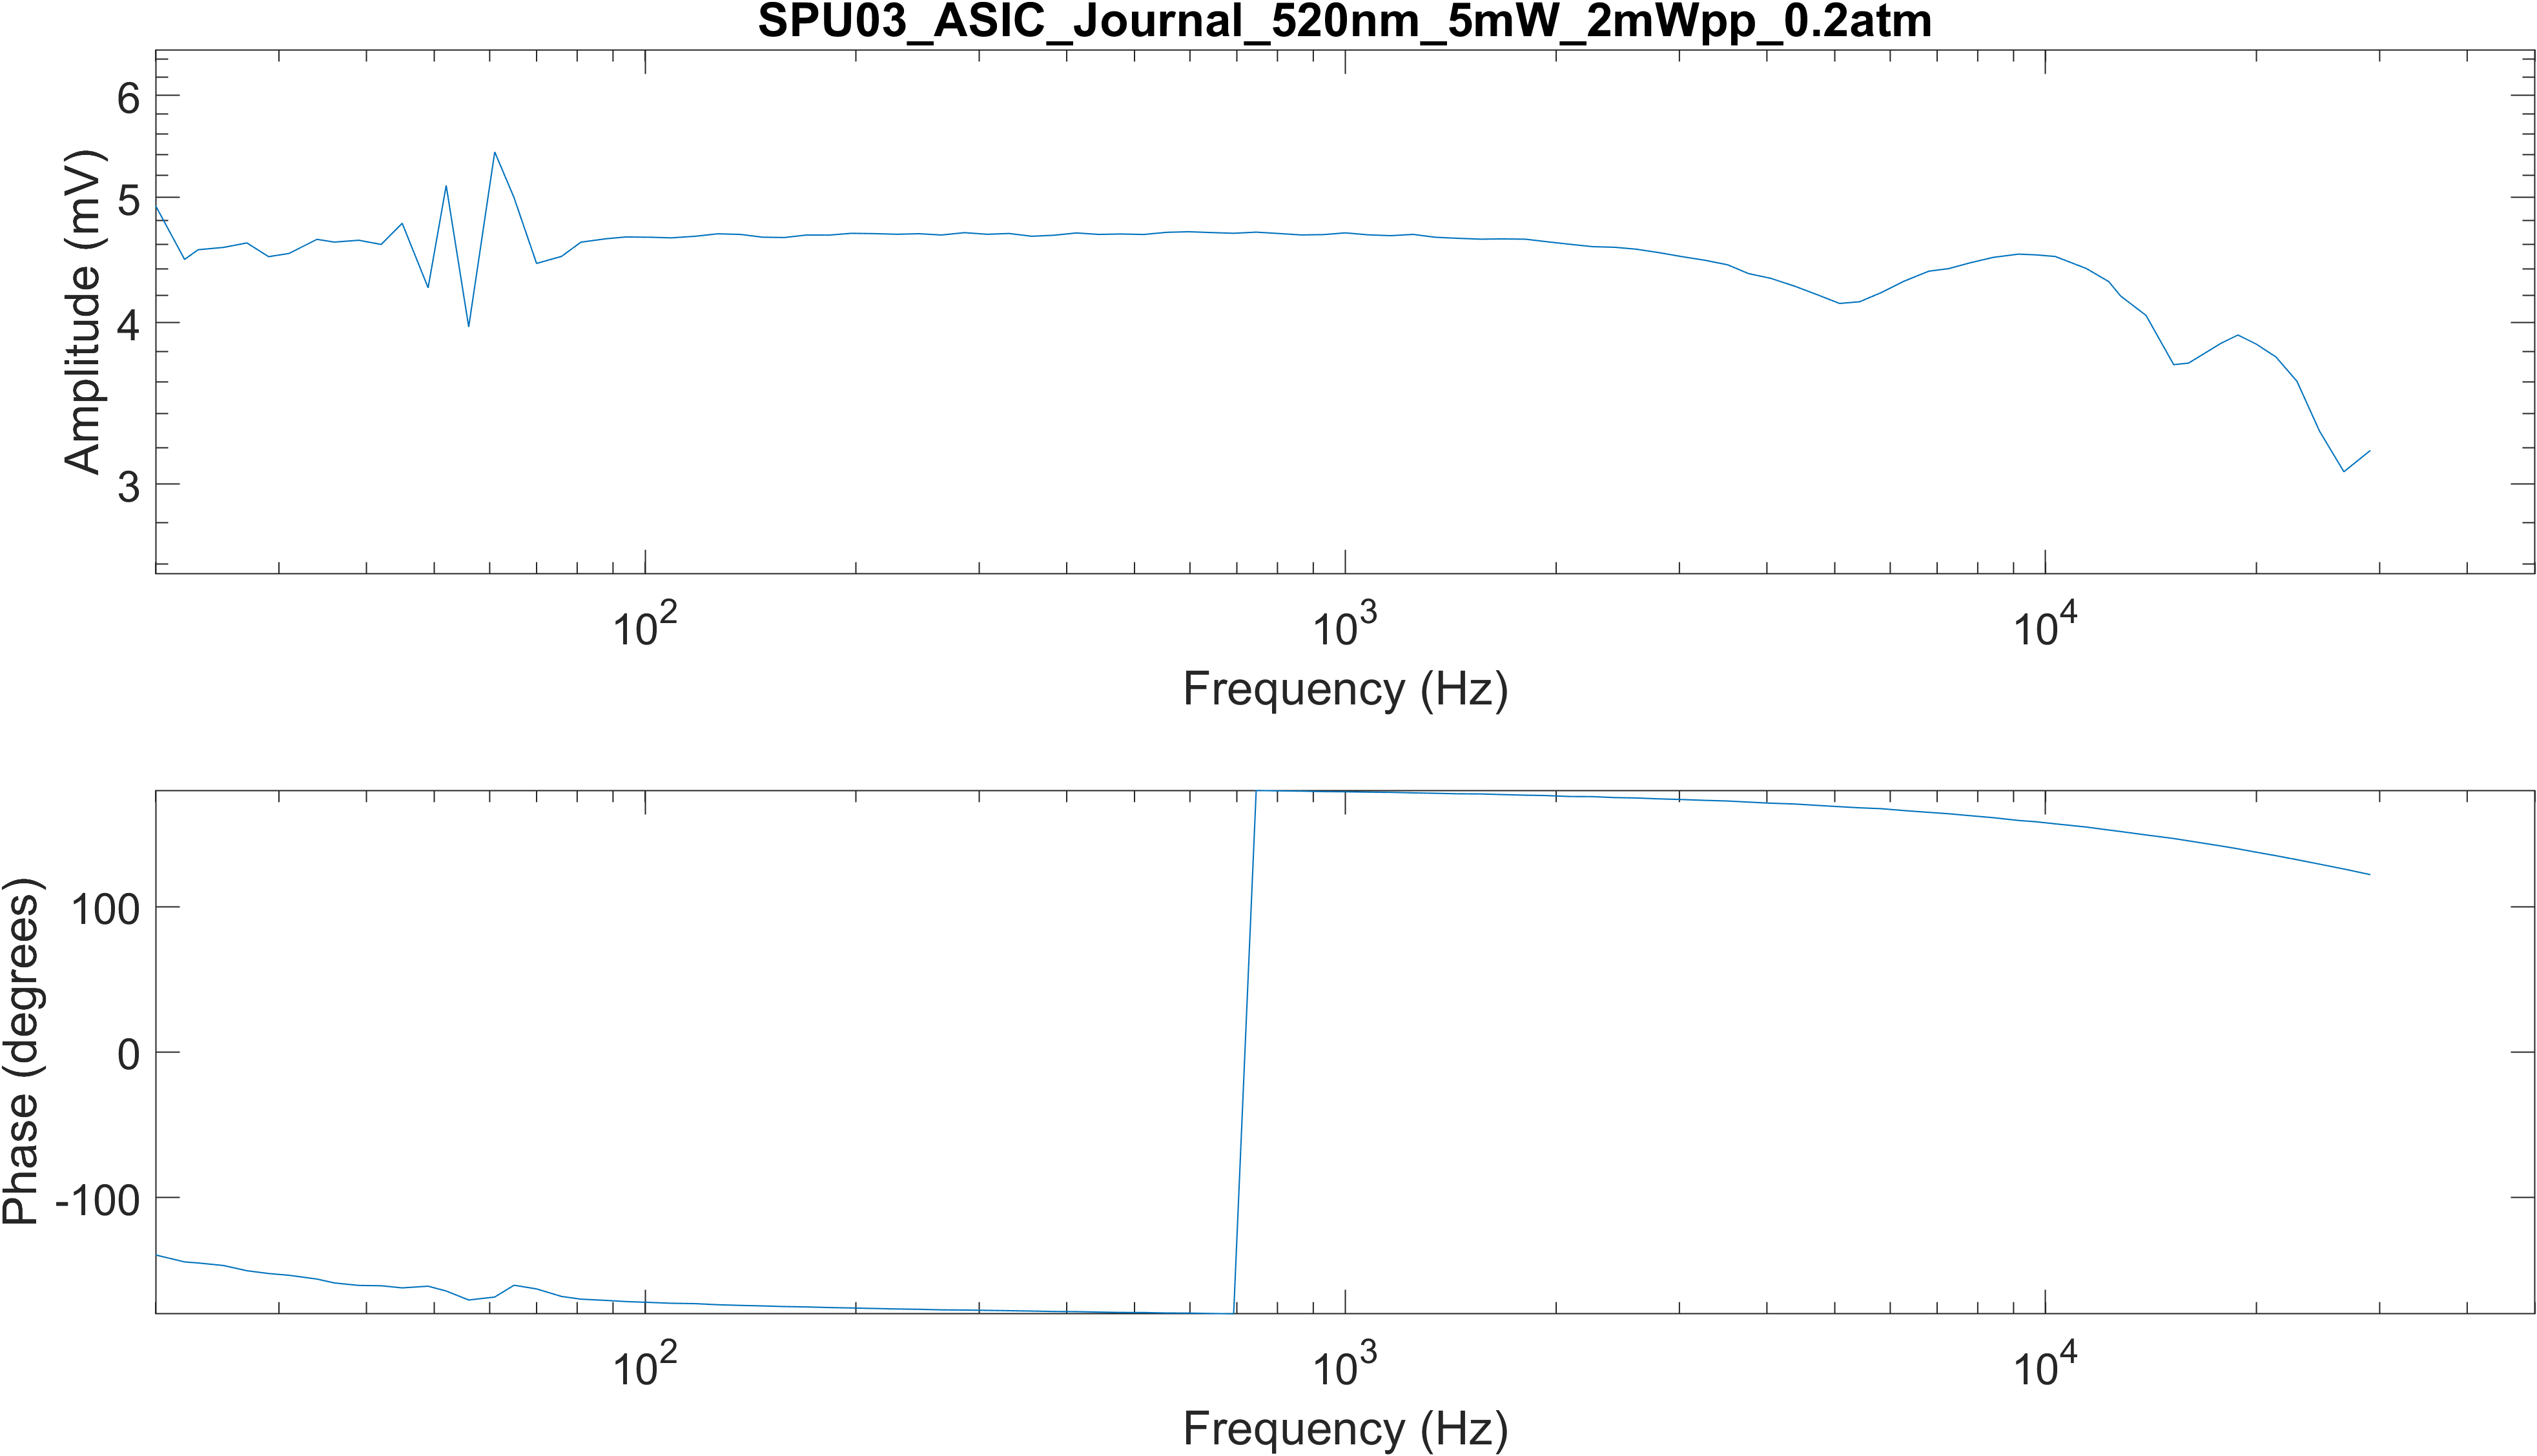 SPU03_ASIC_Journal_520nm_5mW_2mWpp_0.2atm
6
5
4
3
Amplitude (mV)
10^2
10^3
10^4
Frequency (Hz)
100
0
-100
Phase (degrees)
10^2
10^3
10^4
Frequency (Hz)